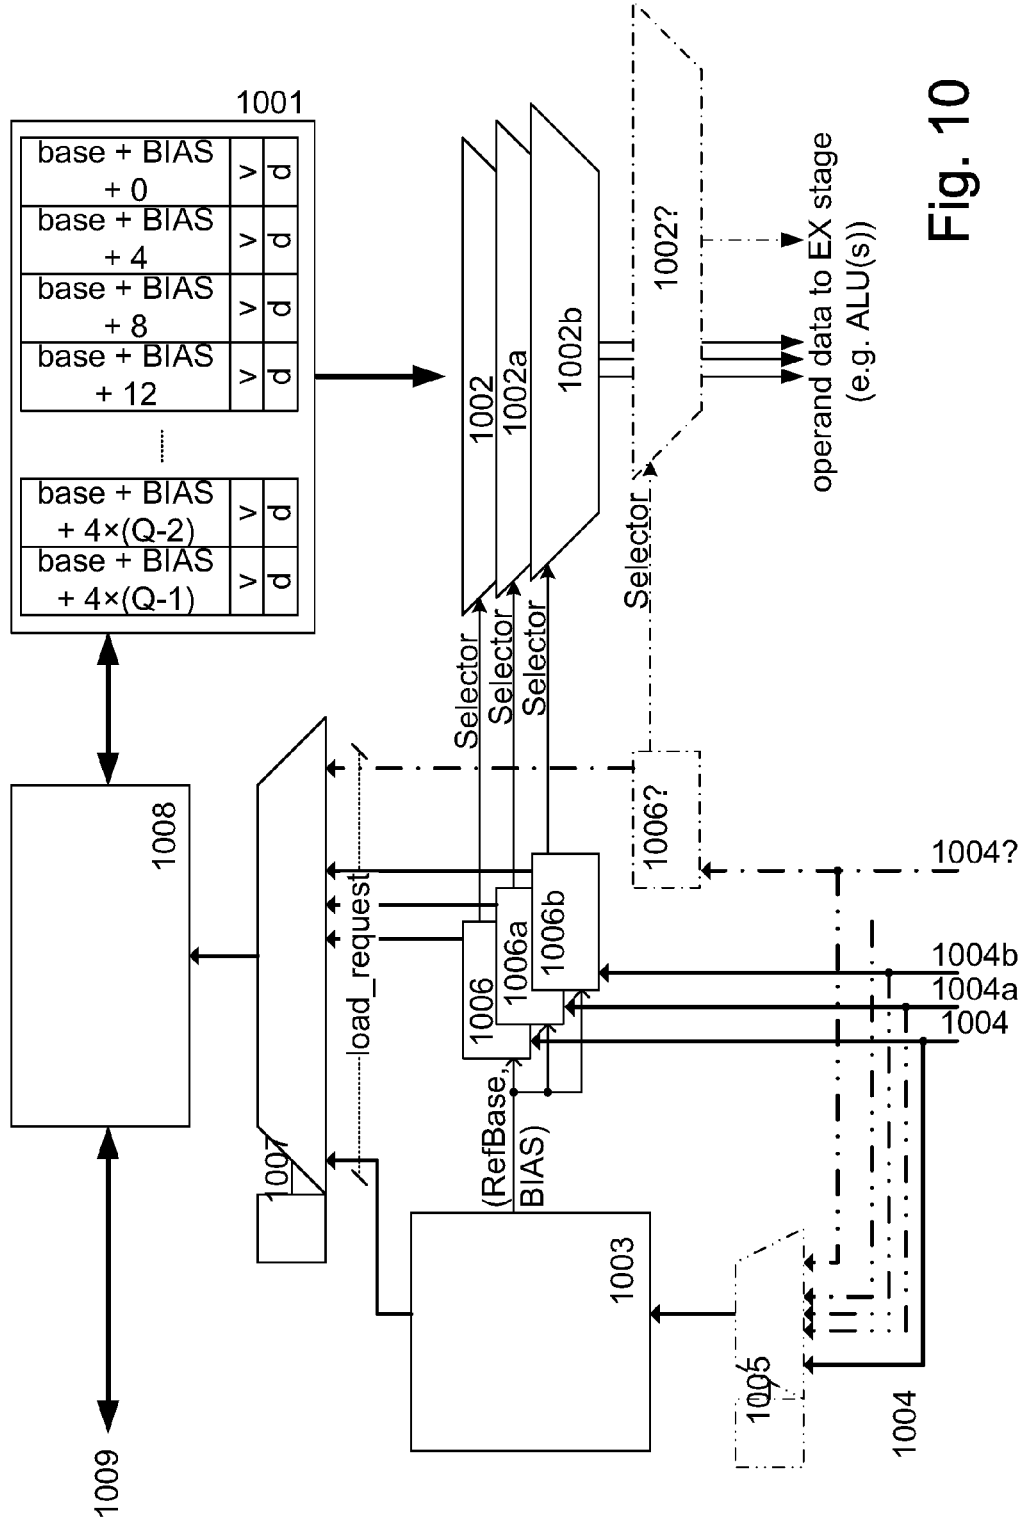 1001
base + BIAS
+ 0
v
d
base + BIAS
+ 4
v
d
base + BIAS
+ 8
v
d
base + BIAS
+ 12
v
d
base + BIAS
+ 4×(Q-2)
v
d
base + BIAS
+ 4×(Q-1)
v
d
1002
1002a
1002b
1002?
Selector
Selector
Selector
Selector
operand data to EX stage
(e.g. ALU(s))
1008
1007
load_request
1006
1006a
1006b
1006?
(RefBase,
BIAS)
1003
1005
1004?
1004b
1004a
1004
1004
1009
Fig. 10